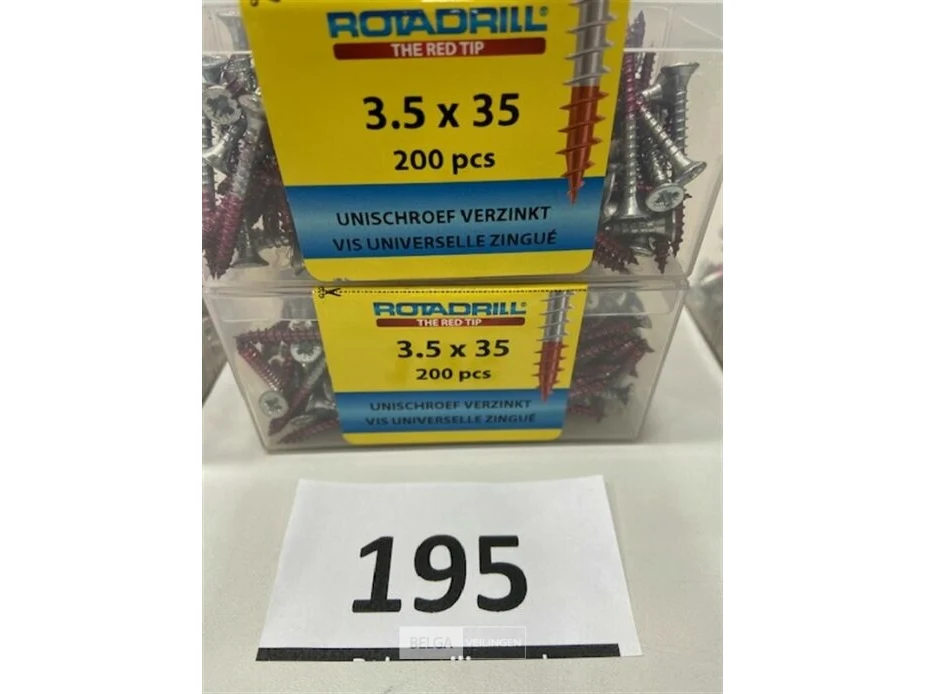 ROTADRILL®
THE RED TIP
3.5 x 35
200 pcs
UNISCHROEF VERZINKT
VIS UNIVERSELLE ZINGUÉ
ROTADRILL®
THE RED TIP
3.5 x 35
200 pcs
UNISCHROEF VERZINKT
VIS UNIVERSELLE ZINGUÉ
195
BELGA VEILINGEN